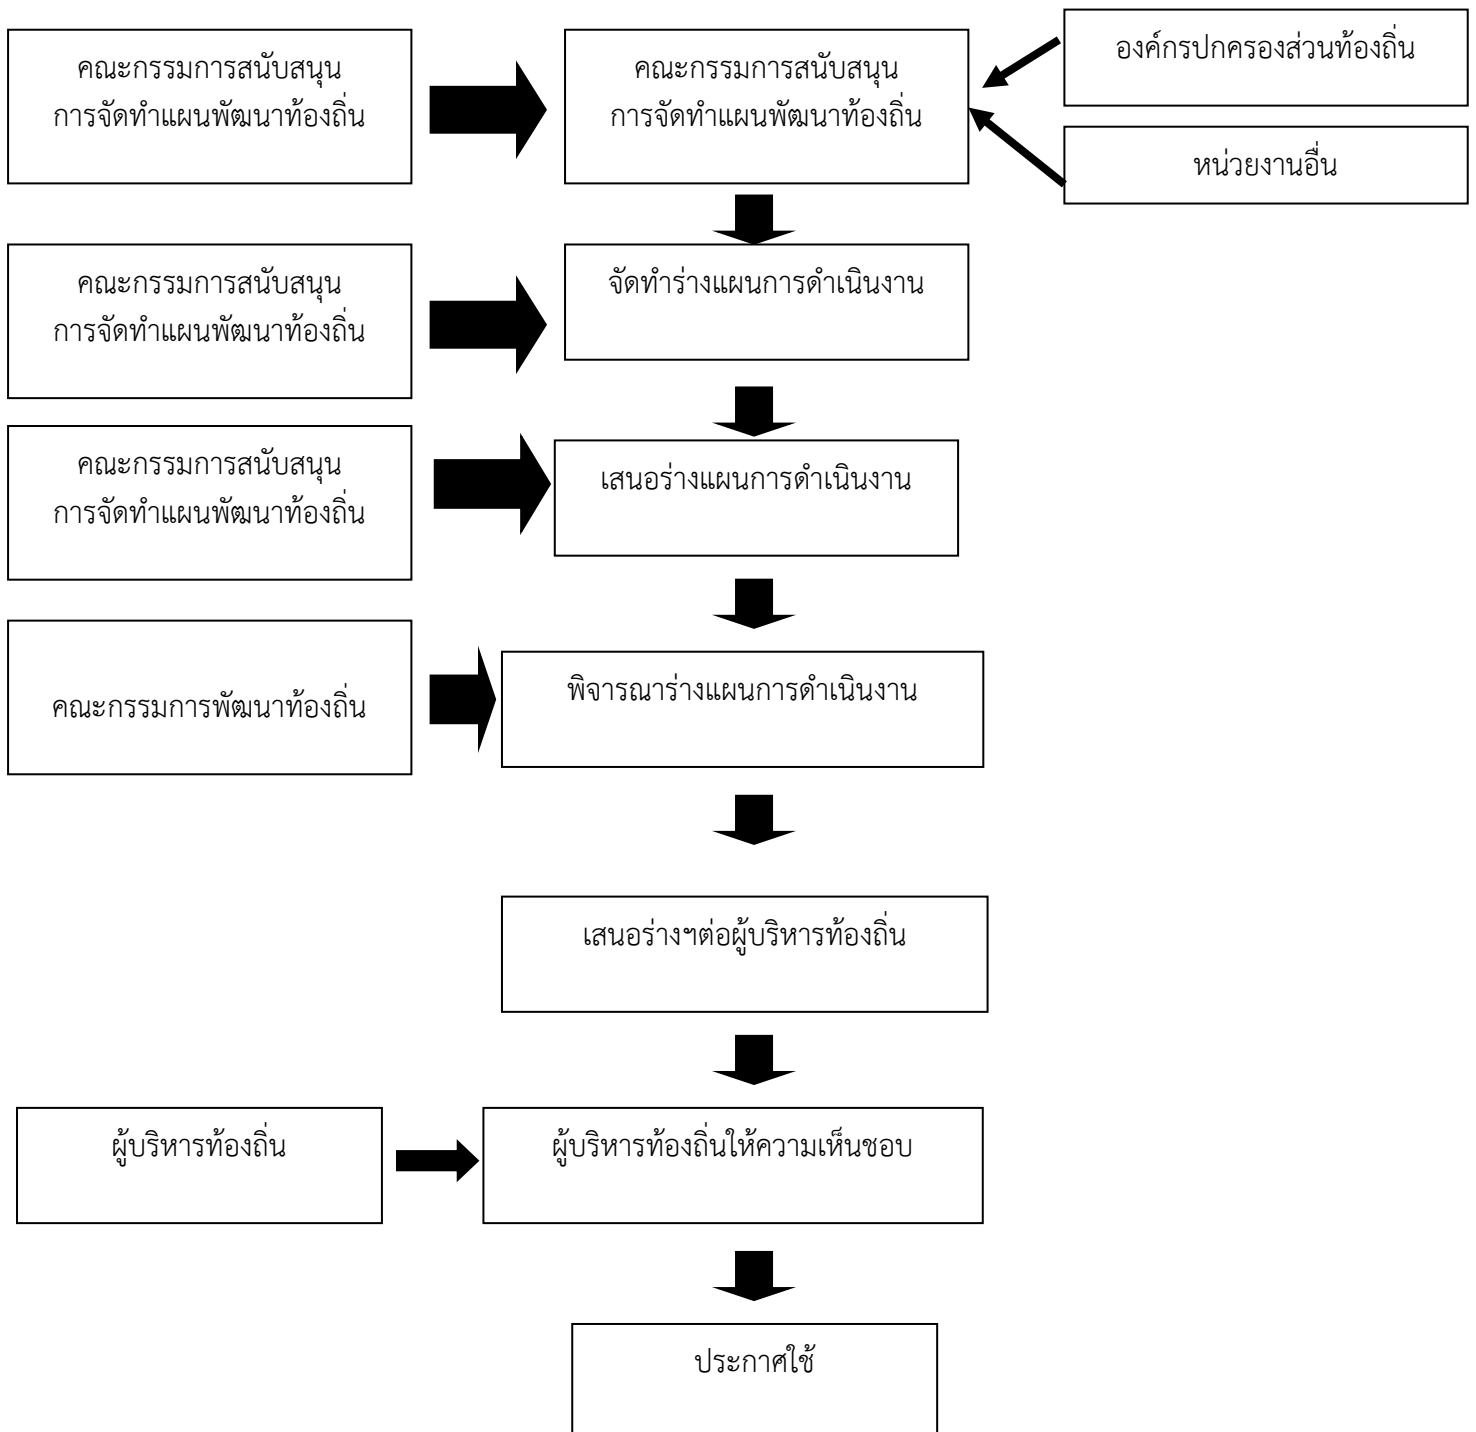 คณะกรรมการสนับสนุน
การจัดทำแผนพัฒนาท้องถิ่น
คณะกรรมการสนับสนุน
การจัดทำแผนพัฒนาท้องถิ่น
องค์กรปกครองส่วนท้องถิ่น
หน่วยงานอื่น
คณะกรรมการสนับสนุน
การจัดทำแผนพัฒนาท้องถิ่น
จัดทำร่างแผนการดำเนินงาน
คณะกรรมการสนับสนุน
การจัดทำแผนพัฒนาท้องถิ่น
เสนอร่างแผนการดำเนินงาน
คณะกรรมการพัฒนาท้องถิ่น
พิจารณาร่างแผนการดำเนินงาน
เสนอร่างฯต่อผู้บริหารท้องถิ่น
ผู้บริหารท้องถิ่น
ผู้บริหารท้องถิ่นให้ความเห็นชอบ
ประกาศใช้